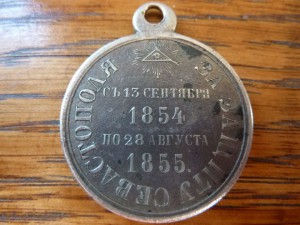 ЗА ЗАЩИТУ СЕВАСТОПОЛЯ
СЪ 13 СЕНТЯБРЯ
1854
ПО 28 АВГУСТА
1855.